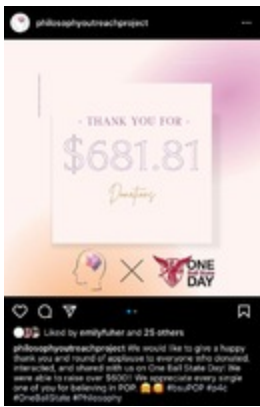 philosophyoutreachproject
- THANK YOU FOR -
$681.81
Donations
ONE
DAY
Liked by emilyfuher and 25 others
philosophyoutreachproject We would like to give a happy
thank you and round of applause to everyone who donated,
interacted, and shared with us on One Ball State Day! We
were able to raise over $600! We appreciate every single
one of you for believing in POP. #bsuPOP #p4c
#OneBallState #Philosophy